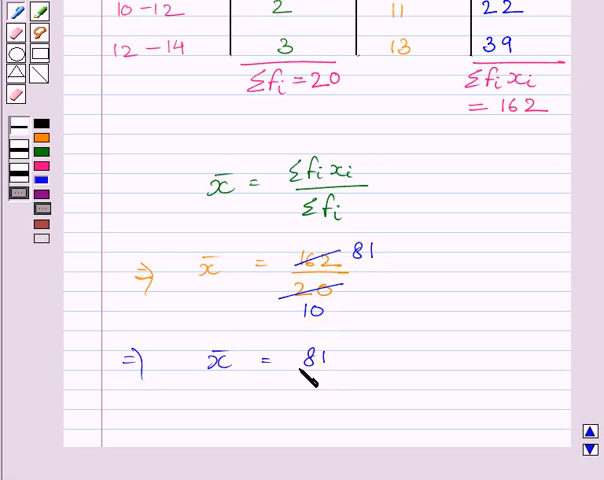 10-12 2 11 22
12-14 3 13 39
Σfi = 20 Σfixi
= 162
x̄ = Σfixi / Σfi
⇒ x̄ = 162 81 / 20 10
⇒ x̄ = 81